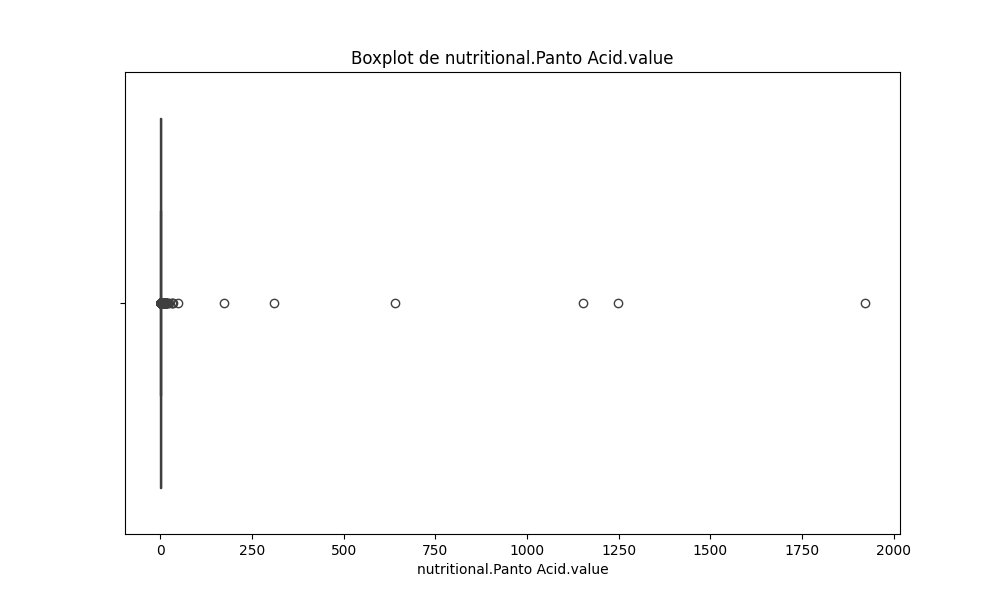 Boxplot de nutritional.Panto Acid.value
0 250 500 750 1000 1250 1500 1750 2000
nutritional.Panto Acid.value